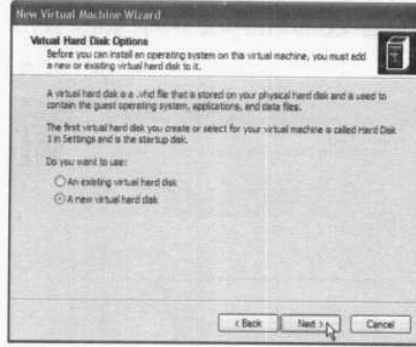 New Virtual Machine Wizard
Virtual Hard Disk Options
Before you can install an operating system on this virtual machine, you must add
a new or existing virtual hard disk to it.
A virtual hard disk is a .vhd file that is stored on your physical hard disk and is used to
contain the guest operating system, applications, and data files.
The first virtual hard disk you create or select for your virtual machine is called Hard Disk
1 in Settings and is the startup disk.
Do you want to use:
An existing virtual hard disk
A new virtual hard disk
< Back
Next >
Cancel